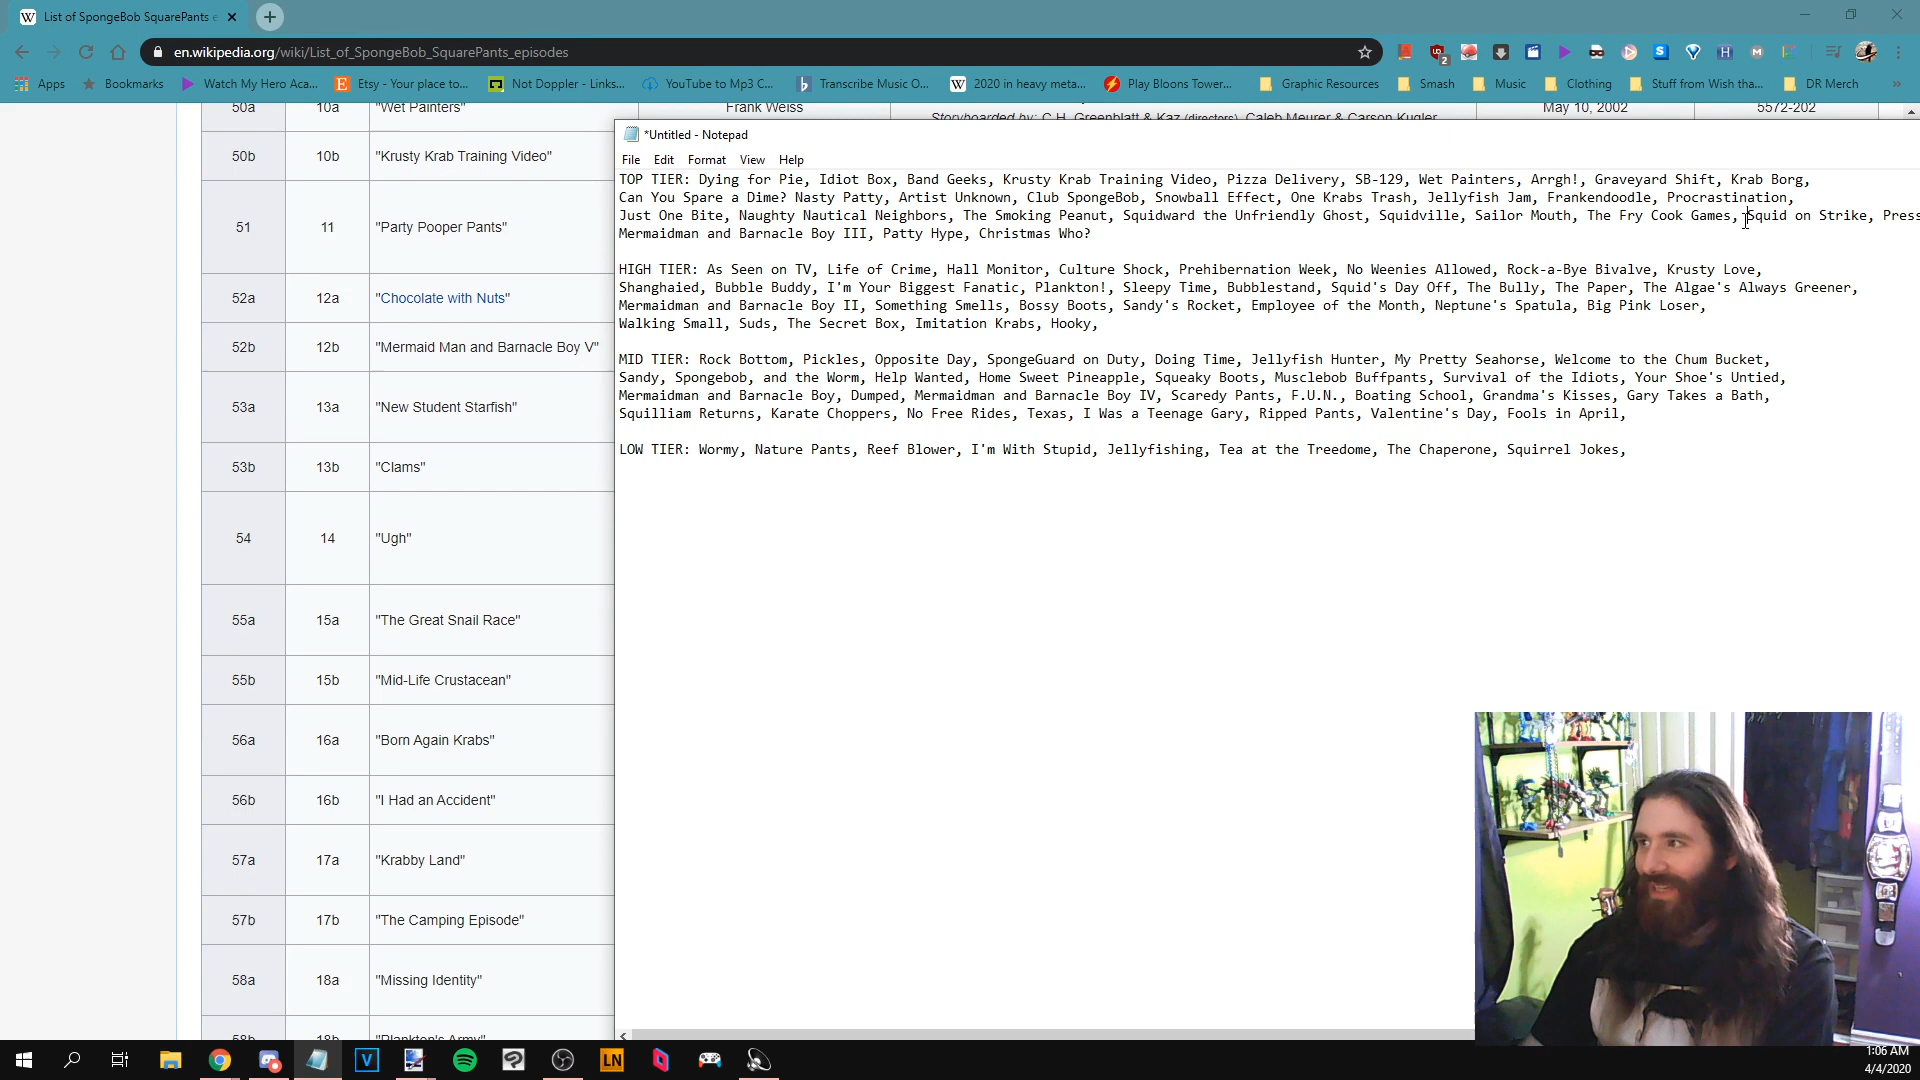 List of SpongeBob SquarePants e
en.wikipedia.org/wiki/List_of_SpongeBob_SquarePants_episodes
2
Apps
Bookmarks
Watch My Hero Aca...
Etsy - Your place to...
Not Doppler - Links...
YouTube to Mp3 C...
Transcribe Music O...
2020 in heavy meta...
Play Bloons Tower...
Graphic Resources
Smash
Music
Clothing
Stuff from Wish tha...
DR Merch
»
50a 10a "Wet Painters" Frank Weiss May 10, 2002 5572-202
Storyboarded by: C.H. Greenblatt & Kaz (directors), Caleb Meurer & Carson Kugler
50b 10b "Krusty Krab Training Video"
51 11 "Party Pooper Pants"
52a 12a "Chocolate with Nuts"
52b 12b "Mermaid Man and Barnacle Boy V"
53a 13a "New Student Starfish"
53b 13b "Clams"
54 14 "Ugh"
55a 15a "The Great Snail Race"
55b 15b "Mid-Life Crustacean"
56a 16a "Born Again Krabs"
56b 16b "I Had an Accident"
57a 17a "Krabby Land"
57b 17b "The Camping Episode"
58a 18a "Missing Identity"
58b 18b "Plankton's Army"
*Untitled - Notepad
File Edit Format View Help
TOP TIER: Dying for Pie, Idiot Box, Band Geeks, Krusty Krab Training Video, Pizza Delivery, SB-129, Wet Painters, Arrgh!, Graveyard Shift, Krab Borg,
Can You Spare a Dime? Nasty Patty, Artist Unknown, Club SpongeBob, Snowball Effect, One Krabs Trash, Jellyfish Jam, Frankendoodle, Procrastination,
Just One Bite, Naughty Nautical Neighbors, The Smoking Peanut, Squidward the Unfriendly Ghost, Squidville, Sailor Mouth, The Fry Cook Games, Squid on Strike, Press
Mermaidman and Barnacle Boy III, Patty Hype, Christmas Who?
HIGH TIER: As Seen on TV, Life of Crime, Hall Monitor, Culture Shock, Prehibernation Week, No Weenies Allowed, Rock-a-Bye Bivalve, Krusty Love,
Shanghaied, Bubble Buddy, I'm Your Biggest Fanatic, Plankton!, Sleepy Time, Bubblestand, Squid's Day Off, The Bully, The Paper, The Algae's Always Greener,
Mermaidman and Barnacle Boy II, Something Smells, Bossy Boots, Sandy's Rocket, Employee of the Month, Neptune's Spatula, Big Pink Loser,
Walking Small, Suds, The Secret Box, Imitation Krabs, Hooky,
MID TIER: Rock Bottom, Pickles, Opposite Day, SpongeGuard on Duty, Doing Time, Jellyfish Hunter, My Pretty Seahorse, Welcome to the Chum Bucket,
Sandy, Spongebob, and the Worm, Help Wanted, Home Sweet Pineapple, Squeaky Boots, Musclebob Buffpants, Survival of the Idiots, Your Shoe's Untied,
Mermaidman and Barnacle Boy, Dumped, Mermaidman and Barnacle Boy IV, Scaredy Pants, F.U.N., Boating School, Grandma's Kisses, Gary Takes a Bath,
Squilliam Returns, Karate Choppers, No Free Rides, Texas, I Was a Teenage Gary, Ripped Pants, Valentine's Day, Fools in April,
LOW TIER: Wormy, Nature Pants, Reef Blower, I'm With Stupid, Jellyfishing, Tea at the Treedome, The Chaperone, Squirrel Jokes,
LN
1:06 AM
4/4/2020